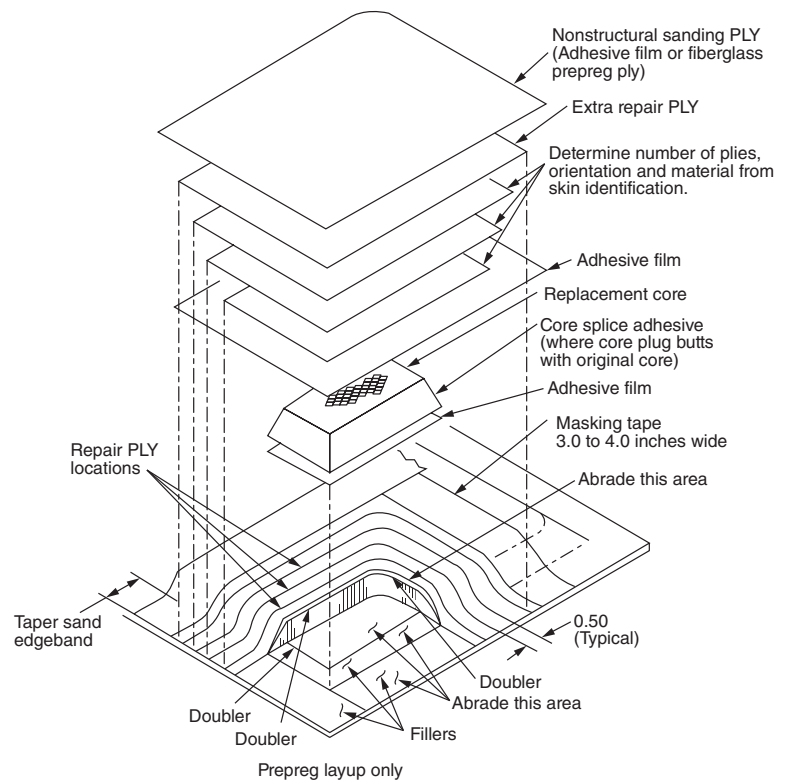 Nonstructural sanding PLY
(Adhesive film or fiberglass
prepreg ply)
Extra repair PLY
Determine number of plies,
orientation and material from
skin identification.
Adhesive film
Replacement core
Core splice adhesive
(where core plug butts
with original core)
Adhesive film
Masking tape
3.0 to 4.0 inches wide
Repair PLY
locations
Abrade this area
Taper sand
edgeband
0.50
(Typical)
Doubler
Abrade this area
Doubler
Doubler
Fillers
Prepreg layup only